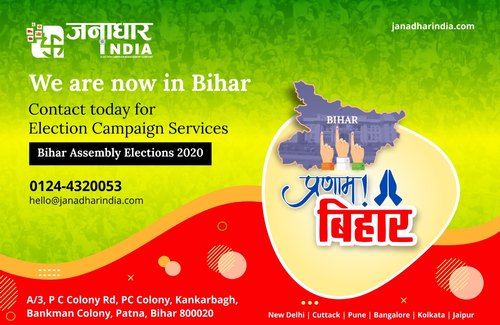 जनाधार
INDIA
janadharindia.com
We are now in Bihar
Contact today for
Election Campaign Services
Bihar Assembly Elections 2020
0124-4320053
hello@janadharindia.com
BIHAR
प्रणाम!
बिहार
A/3, P C Colony Rd, PC Colony, Kankarbagh,
Bankman Colony, Patna, Bihar 800020
New Delhi | Cuttack | Pune | Bangalore | Kolkata | Jaipur